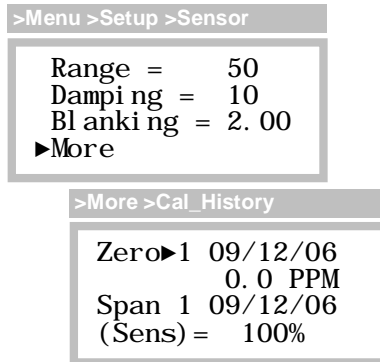 >Menu >Setup >Sensor
Range = 50
Damping = 10
Blanking = 2.00
►More
>More >Cal_History
Zero►1 09/12/06
0.0 PPM
Span 1 09/12/06
(Sens)= 100%